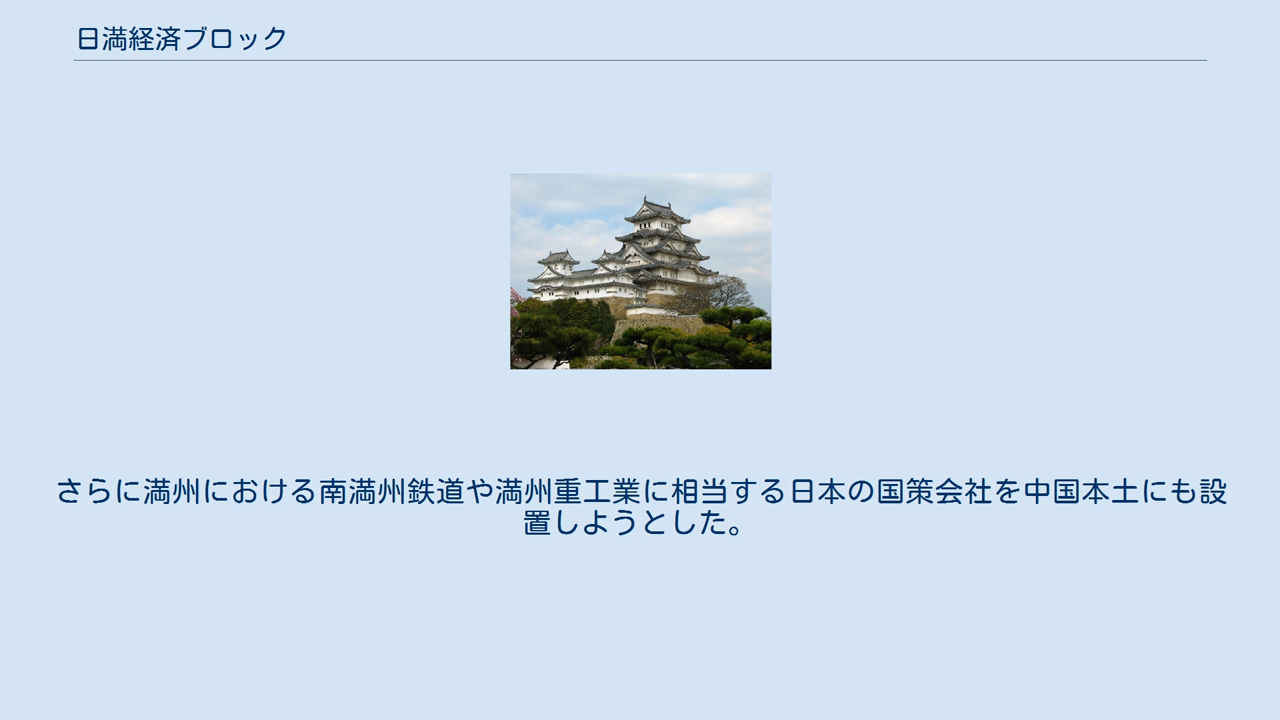 日満経済ブロック
さらに満州における南満州鉄道や満州重工業に相当する日本の国策会社を中国本土にも設
置しようとした。